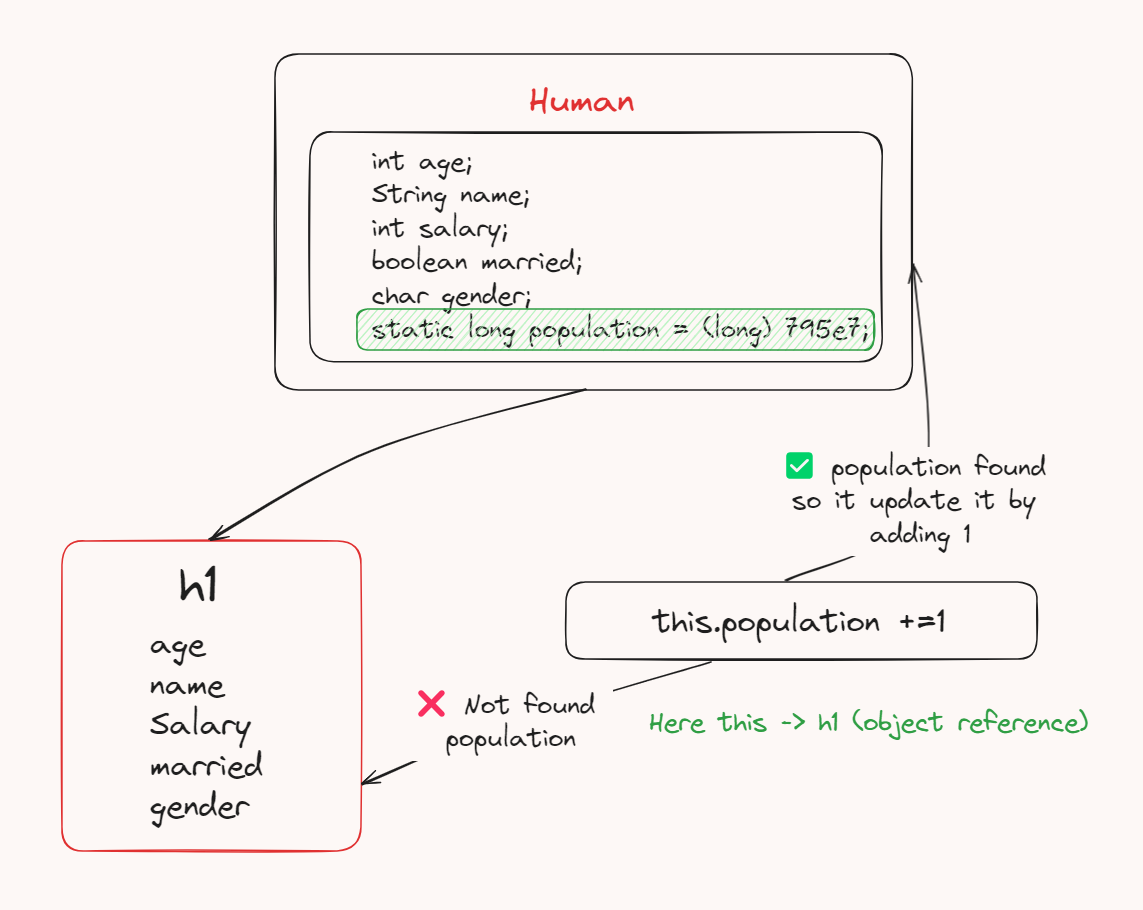 Human
int age;
String name;
int salary;
boolean married;
char gender;
static long population = (long) 795e7;
✅ population found
so it update it by
adding 1
h1
age
name
Salary
married
gender
this.population +=1
❌ Not found
population
Here this -> h1 (object reference)